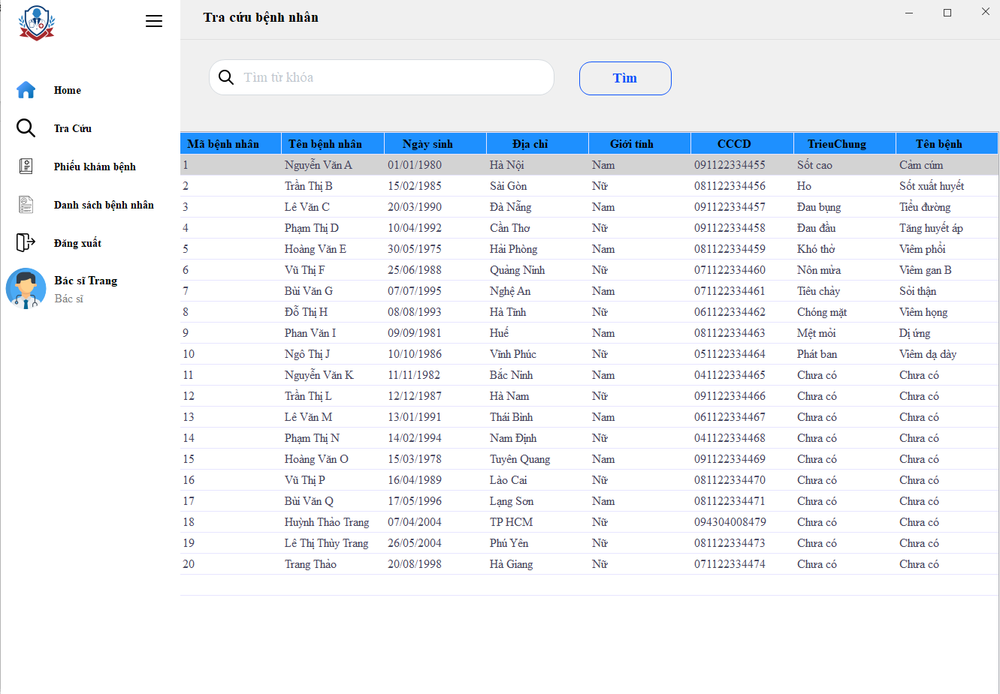 Tra cứu bệnh nhân
Tìm từ khóa
Tìm
Home
Tra Cứu
Phiếu khám bệnh
Danh sách bệnh nhân
Đăng xuất
Bác sĩ Trang
Bác sĩ
Mã bệnh nhân Tên bệnh nhân Ngày sinh Địa chỉ Giới tính CCCD TrieuChung Tên bệnh
1 Nguyễn Văn A 01/01/1980 Hà Nội Nam 091122334455 Sốt cao Cảm cúm
2 Trần Thị B 15/02/1985 Sài Gòn Nữ 081122334456 Ho Sốt xuất huyết
3 Lê Văn C 20/03/1990 Đà Nẵng Nam 091122334457 Đau bụng Tiểu đường
4 Phạm Thị D 10/04/1992 Cần Thơ Nữ 091122334458 Đau đầu Tăng huyết áp
5 Hoàng Văn E 30/05/1975 Hải Phòng Nam 081122334459 Khó thở Viêm phổi
6 Vũ Thị F 25/06/1988 Quảng Ninh Nữ 071122334460 Nôn mửa Viêm gan B
7 Bùi Văn G 07/07/1995 Nghệ An Nam 071122334461 Tiêu chảy Sỏi thận
8 Đỗ Thị H 08/08/1993 Hà Tĩnh Nữ 061122334462 Chóng mặt Viêm họng
9 Phan Văn I 09/09/1981 Huế Nam 081122334463 Mệt mỏi Dị ứng
10 Ngô Thị J 10/10/1986 Vĩnh Phúc Nữ 051122334464 Phát ban Viêm dạ dày
11 Nguyễn Văn K 11/11/1982 Bắc Ninh Nam 041122334465 Chưa có Chưa có
12 Trần Thị L 12/12/1987 Hà Nam Nữ 091122334466 Chưa có Chưa có
13 Lê Văn M 13/01/1991 Thái Bình Nam 061122334467 Chưa có Chưa có
14 Phạm Thị N 14/02/1994 Nam Định Nữ 041122334468 Chưa có Chưa có
15 Hoàng Văn O 15/03/1978 Tuyên Quang Nam 091122334469 Chưa có Chưa có
16 Vũ Thị P 16/04/1989 Lào Cai Nữ 081122334470 Chưa có Chưa có
17 Bùi Văn Q 17/05/1996 Lạng Sơn Nam 081122334471 Chưa có Chưa có
18 Huỳnh Thảo Trang 07/04/2004 TP HCM Nữ 094304008479 Chưa có Chưa có
19 Lê Thị Thùy Trang 26/05/2004 Phú Yên Nữ 081122334473 Chưa có Chưa có
20 Trang Thảo 20/08/1998 Hà Giang Nữ 071122334474 Chưa có Chưa có